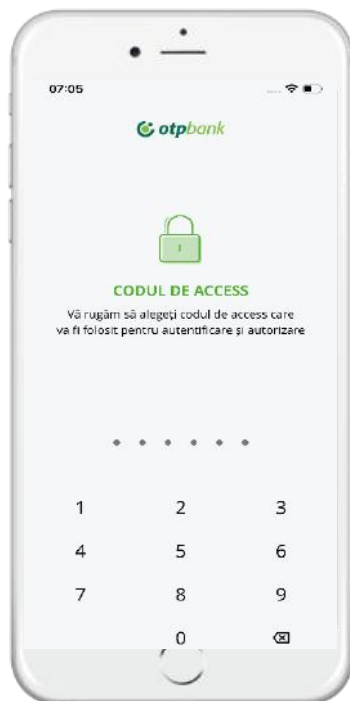 07:05
otpbank
CODUL DE ACCESS
Vă rugăm să alegeți codul de access care
va fi folosit pentru autentificare și autorizare
1 2 3
4 5 6
7 8 9
0